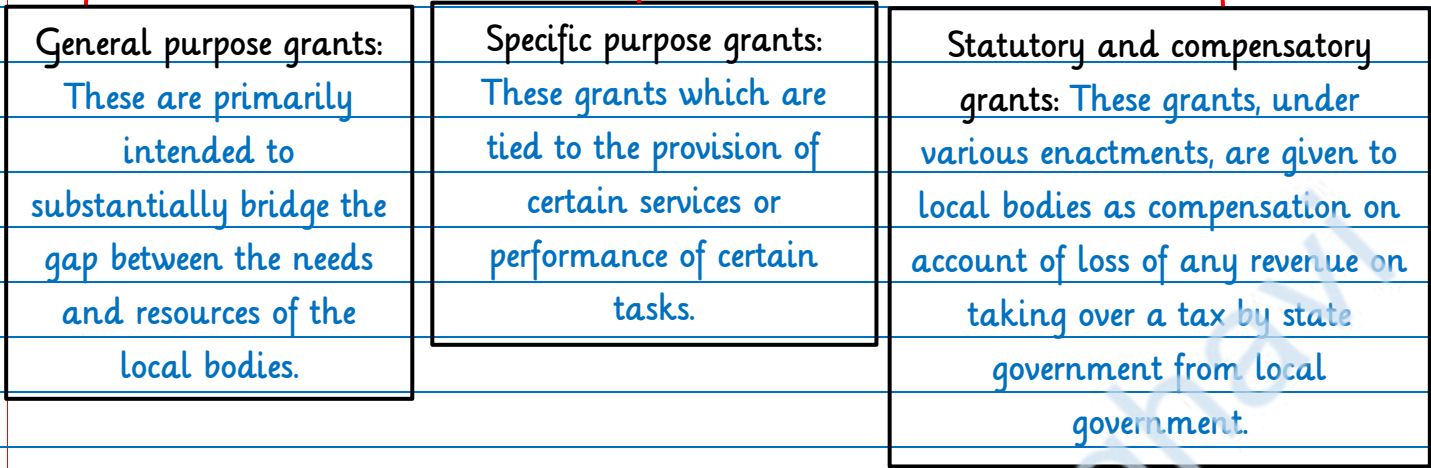 General purpose grants:
These are primarily
intended to
substantially bridge the
gap between the needs
and resources of the
local bodies.
Specific purpose grants:
These grants which are
tied to the provision of
certain services or
performance of certain
tasks.
Statutory and compensatory
grants: These grants, under
various enactments, are given to
local bodies as compensation on
account of loss of any revenue on
taking over a tax by state
government from local
government.